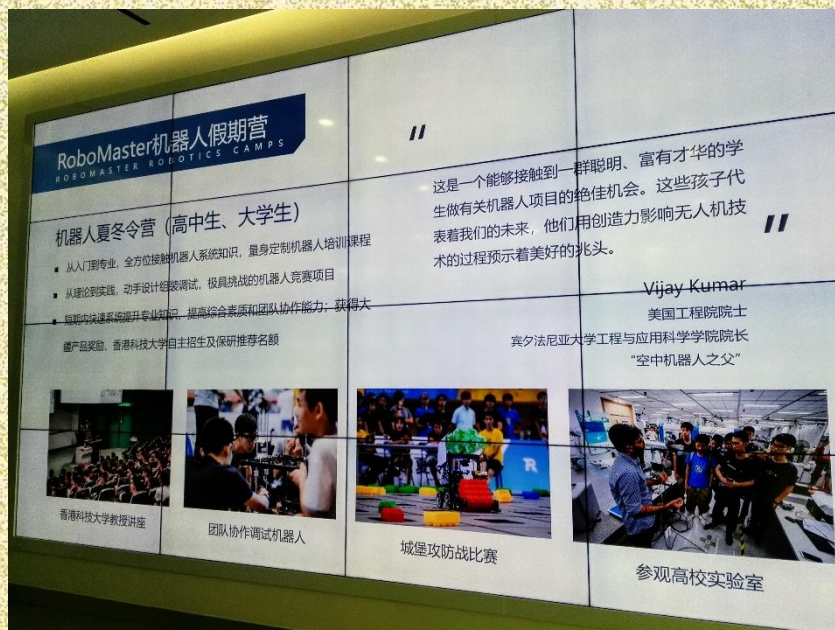 RoboMaster机器人假期营
ROBOMASTER ROBOTICS CAMPS
机器人夏冬令营（高中生、大学生）
▪ 从入门到专业，全方位接触机器人系统知识，量身定制机器人培训课程
▪ 从理论到实践，动手设计组装调试，极具挑战的机器人竞赛项目
▪ 短期内快速系统提升专业知识、提高综合素质和团队协作能力；获得大
疆产品奖励、香港科技大学自主招生及保研推荐名额
"
这是一个能够接触到一群聪明、富有才华的学
生做有关机器人项目的绝佳机会。这些孩子代
表着我们的未来，他们用创造力影响无人机技
术的过程预示着美好的兆头。
"
Vijay Kumar
美国工程院院士
宾夕法尼亚大学工程与应用科学学院院长
“空中机器人之父”
香港科技大学教授讲座
团队协作调试机器人
城堡攻防战比赛
参观高校实验室
R